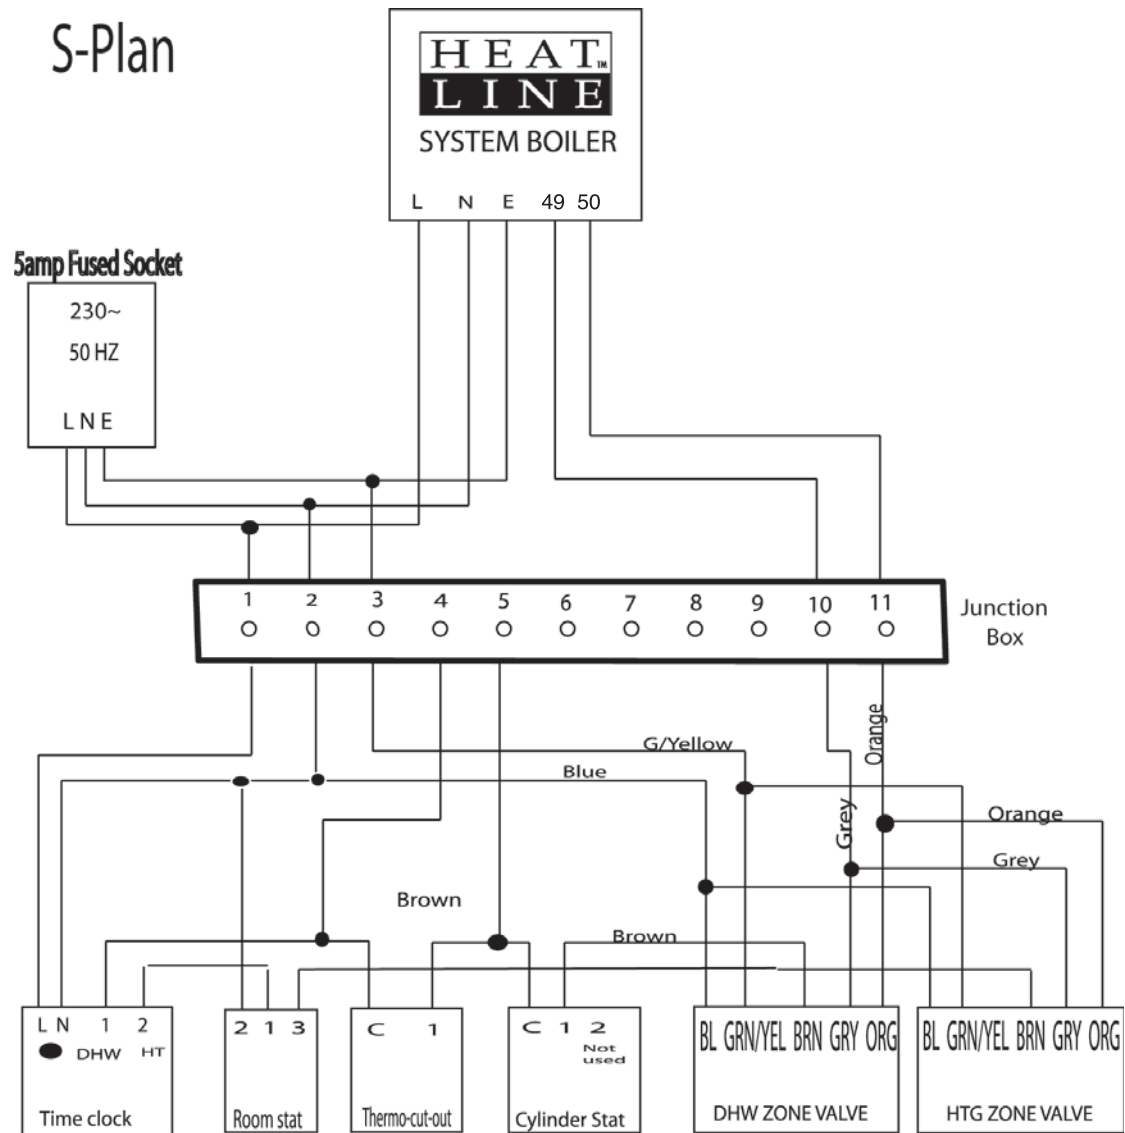 S-Plan
HEAT™
LINE
SYSTEM BOILER
L N E 49 50
5amp Fused Socket
230~
50 HZ
L N E
1 2 3 4 5 6 7 8 9 10 11
Junction
Box
Orange
G/Yellow
Blue
Grey
Orange
Grey
Brown
Brown
L N 1 2
DHW HT
Time clock
2 1 3
Room stat
C 1
Thermo-cut-out
C 1 2
Not
used
Cylinder Stat
BL GRN/YEL BRN GRY ORG
DHW ZONE VALVE
BL GRN/YEL BRN GRY ORG
HTG ZONE VALVE